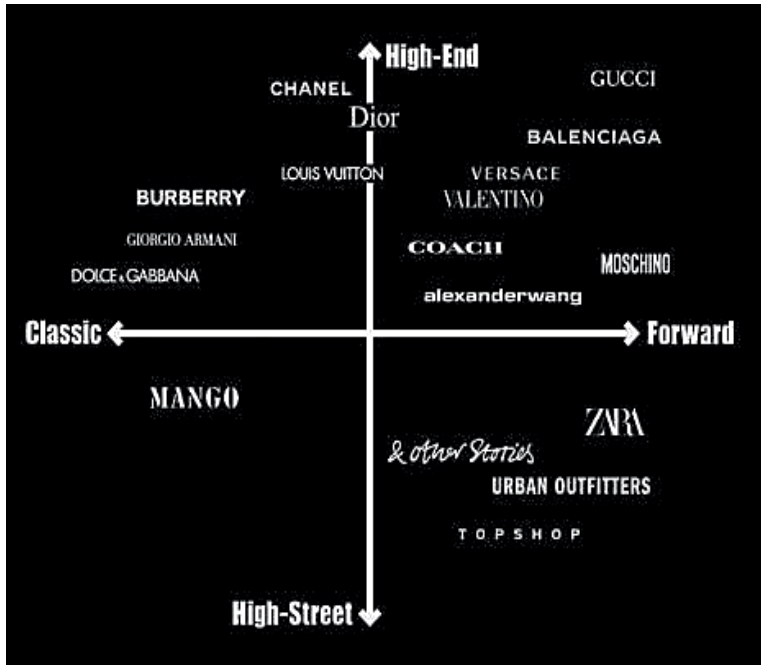 High-End
GUCCI
CHANEL
Dior
BALENCIAGA
LOUIS VUITTON
VERSACE
BURBERRY
VALENTINO
GIORGIO ARMANI
COACH
MOSCHINO
DOLCE & GABBANA
alexanderwang
Classic
Forward
MANGO
ZARA
& other Stories
URBAN OUTFITTERS
TOPSHOP
High-Street